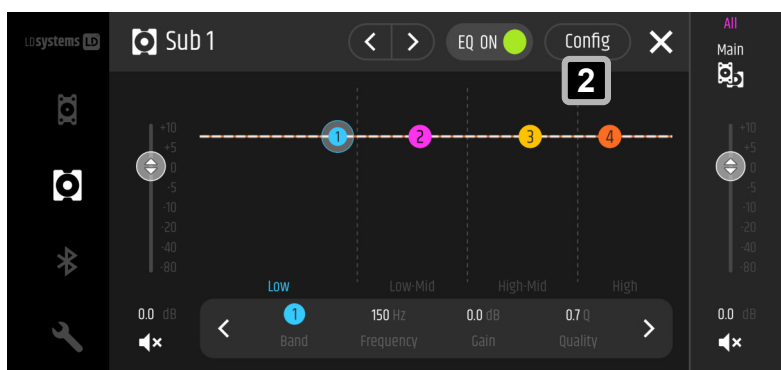 LD systems LD
Sub 1
EQ ON
Config
2
All
Main
+10
+5
0
-5
-10
-20
-40
-80
0.0 dB
1
2
3
4
Low
Low-Mid
High-Mid
High
1
150 Hz
0.0 dB
0.7 Q
Band
Frequency
Gain
Quality
+10
+5
0
-5
-10
-20
-40
-80
0.0 dB